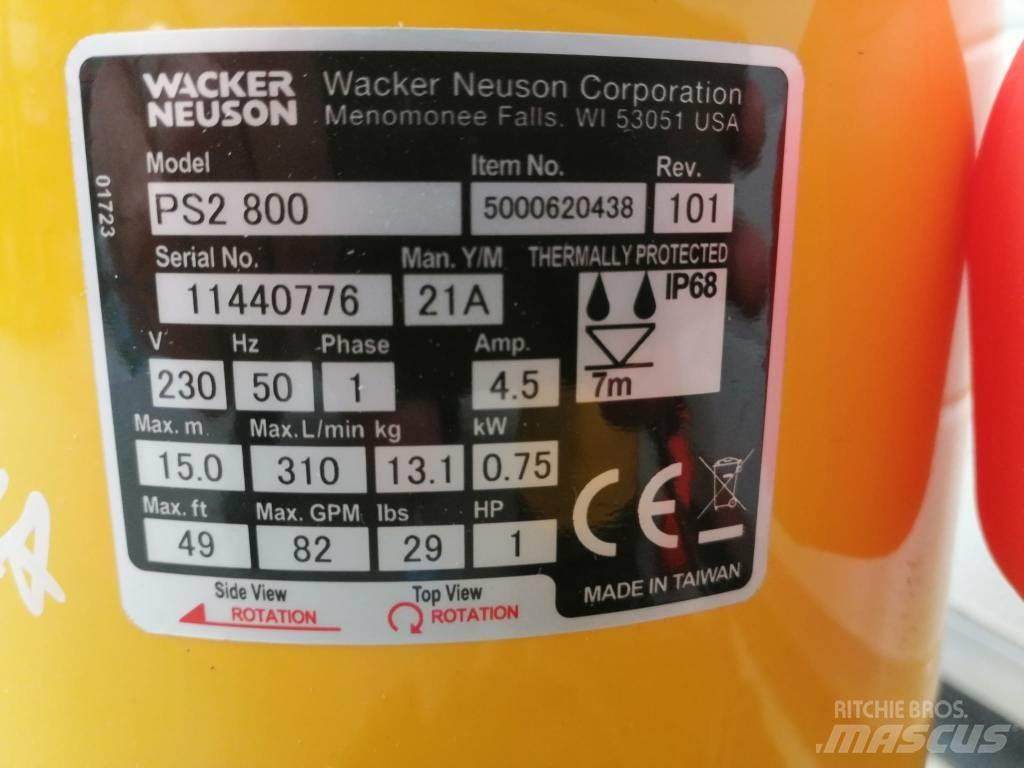 WACKER
NEUSON
Wacker Neuson Corporation
Menomonee Falls. WI 53051 USA
01723
Model Item No. Rev.
PS2 800 5000620438 101
Serial No. Man. Y/M THERMALLY PROTECTED
11440776 21A IP68
7m
V Hz Phase Amp.
230 50 1 4.5
Max. m Max. L/min kg kW
15.0 310 13.1 0.75
Max. ft Max. GPM lbs HP
49 82 29 1
CE
MADE IN TAIWAN
Side View Top View
ROTATION ROTATION
RITCHIE BROS.
MASCUS